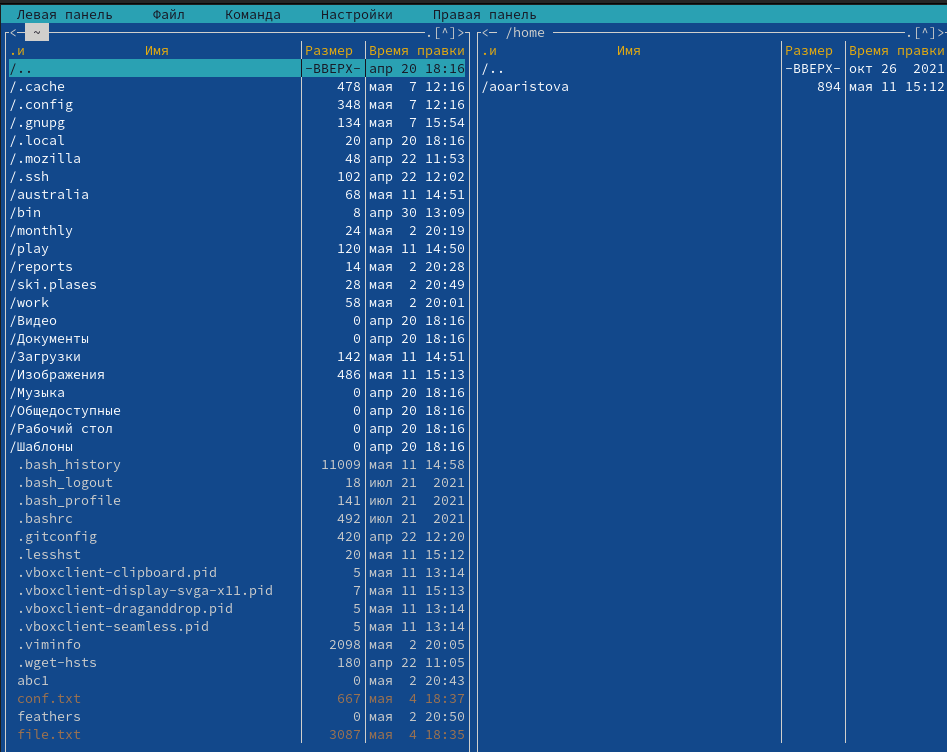 Левая панель Файл Команда Настройки Правая панель
<— ~ .[^]> <— /home .[^]>
.и Имя Размер Время правки .и Имя Размер Время правки
/.. -ВВЕРХ- апр 20 18:16 /.. -ВВЕРХ- окт 26 2021
/.cache 478 мая 7 12:16 /aoaristova 894 мая 11 15:12
/.config 348 мая 7 12:16
/.gnupg 134 мая 7 15:54
/.local 20 апр 20 18:16
/.mozilla 48 апр 22 11:53
/.ssh 102 апр 22 12:02
/australia 68 мая 11 14:51
/bin 8 апр 30 13:09
/monthly 24 мая 2 20:19
/play 120 мая 11 14:50
/reports 14 мая 2 20:28
/ski.plases 28 мая 2 20:49
/work 58 мая 2 20:01
/Видео 0 апр 20 18:16
/Документы 0 апр 20 18:16
/Загрузки 142 мая 11 14:51
/Изображения 486 мая 11 15:13
/Музыка 0 апр 20 18:16
/Общедоступные 0 апр 20 18:16
/Рабочий стол 0 апр 20 18:16
/Шаблоны 0 апр 20 18:16
.bash_history 11009 мая 11 14:58
.bash_logout 18 июл 21 2021
.bash_profile 141 июл 21 2021
.bashrc 492 июл 21 2021
.gitconfig 420 апр 22 12:20
.lesshst 20 мая 11 15:12
.vboxclient-clipboard.pid 5 мая 11 13:14
.vboxclient-display-svga-x11.pid 7 мая 11 15:13
.vboxclient-draganddrop.pid 5 мая 11 13:14
.vboxclient-seamless.pid 5 мая 11 13:14
.viminfo 2098 мая 2 20:05
.wget-hsts 180 апр 22 11:05
abc1 0 мая 2 20:43
conf.txt 667 мая 4 18:37
feathers 0 мая 2 20:50
file.txt 3087 мая 4 18:35